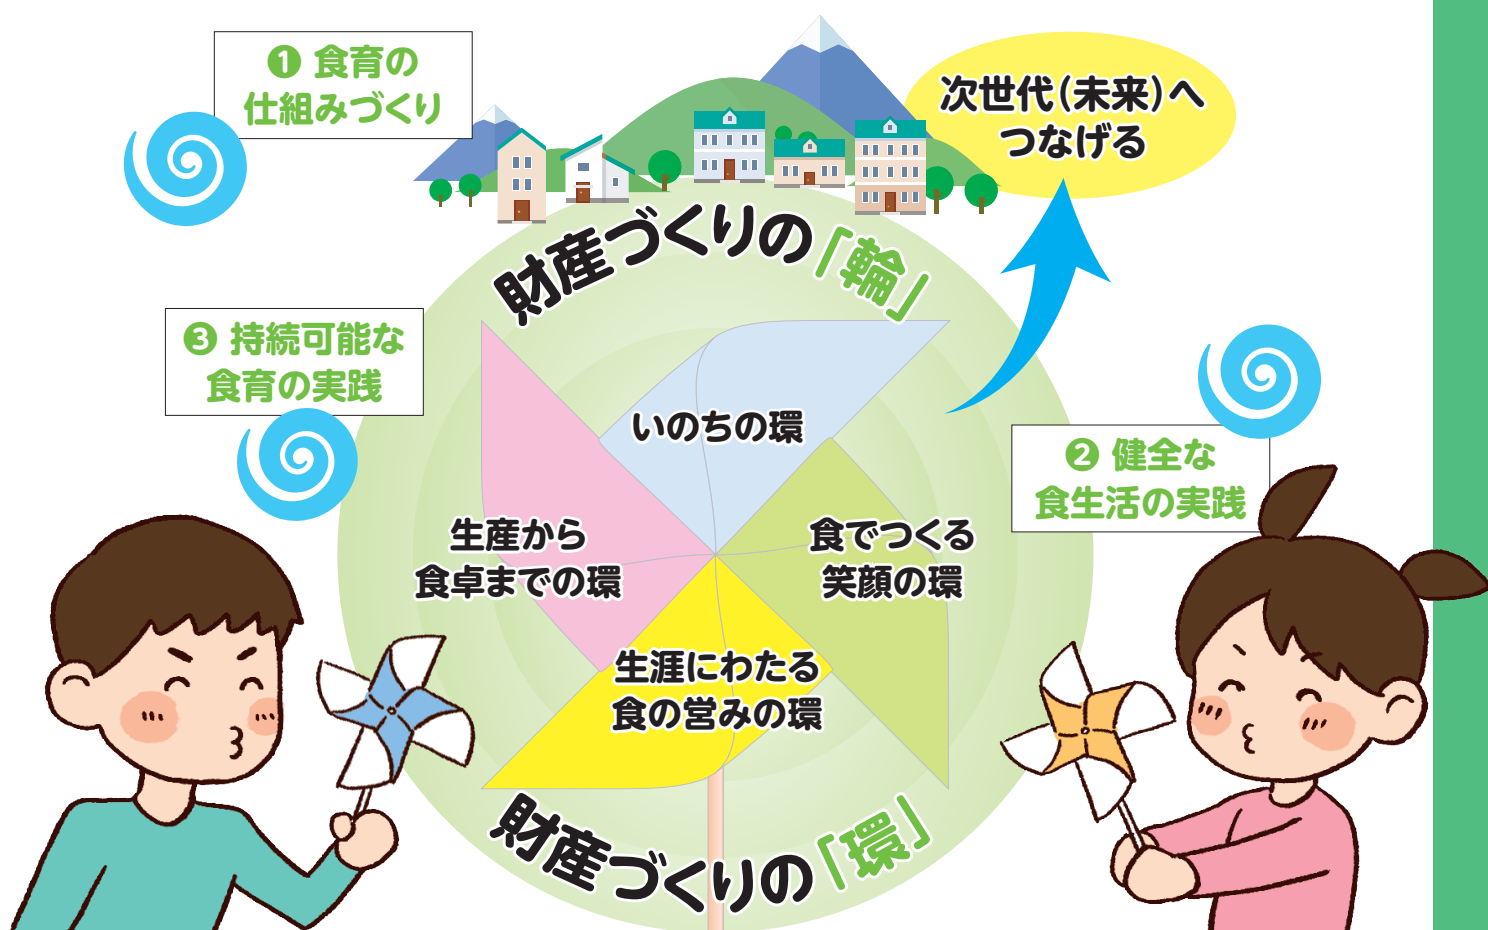 ❶ 食育の
仕組みづくり
次世代(未来)へ
つなげる
財産づくりの「輪」
❸ 持続可能な
食育の実践
いのちの環
❷ 健全な
食生活の実践
生産から
食卓までの環
食でつくる
笑顔の環
生涯にわたる
食の営みの環
財産づくりの「環」